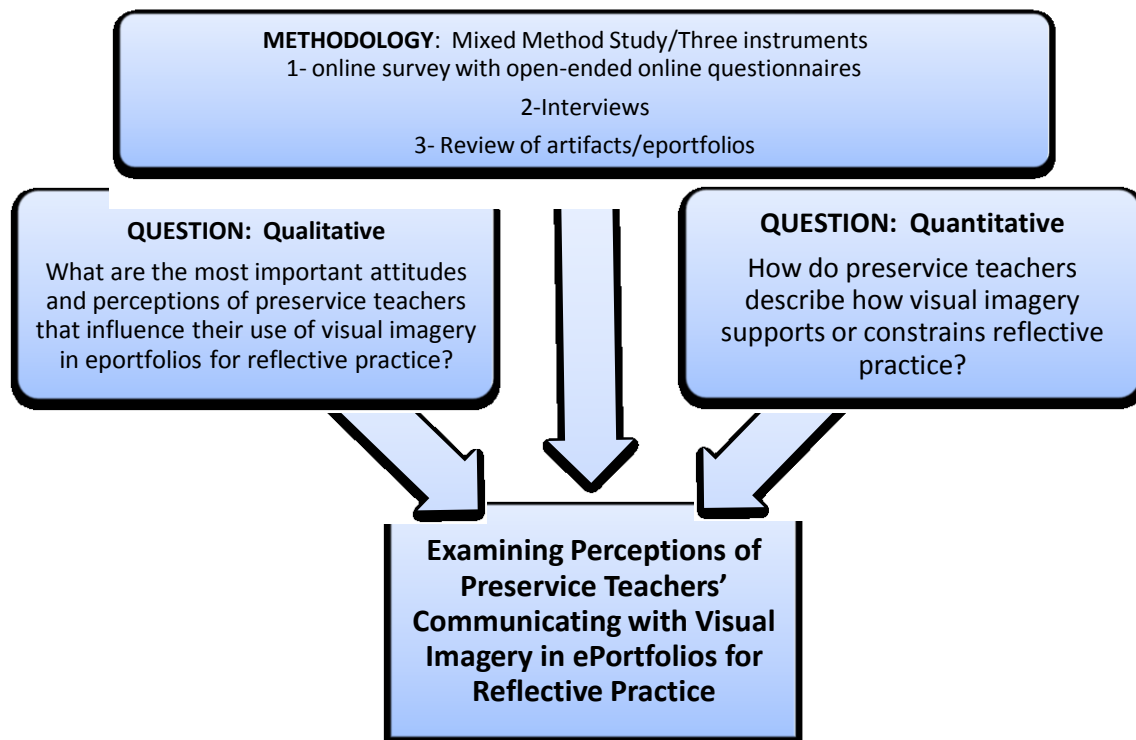 METHODOLOGY:  Mixed Method Study/Three instruments
1- online survey with open-ended online questionnaires
2-Interviews
3- Review of artifacts/eportfolios
QUESTION:  Qualitative
What are the most important attitudes
and perceptions of preservice teachers
that influence their use of visual imagery
in eportfolios for reflective practice?
QUESTION:  Quantitative
How do preservice teachers
describe how visual imagery
supports or constrains reflective
practice?
Examining Perceptions of
Preservice Teachers’
Communicating with Visual
Imagery in ePortfolios for
Reflective Practice